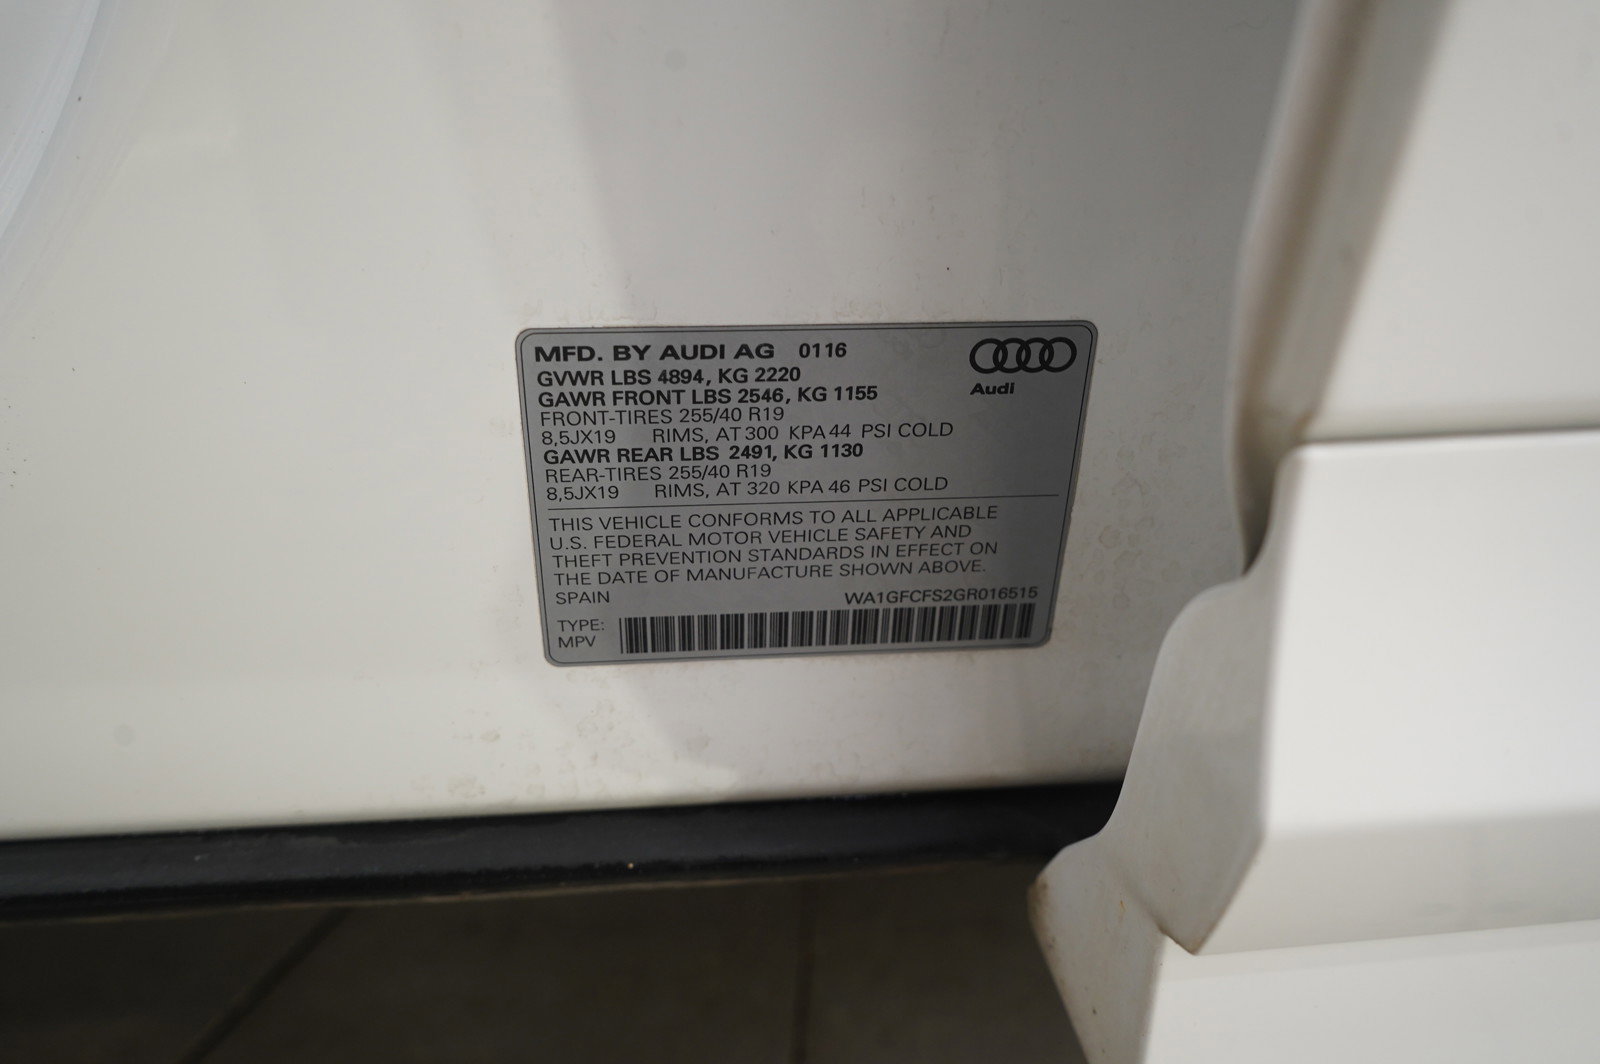 MFD. BY AUDI AG 0116
Audi
GVWR LBS 4894, KG 2220
GAWR FRONT LBS 2546, KG 1155
FRONT-TIRES 255/40 R19
8,5JX19 RIMS, AT 300 KPA 44 PSI COLD
GAWR REAR LBS 2491, KG 1130
REAR-TIRES 255/40 R19
8,5JX19 RIMS, AT 320 KPA 46 PSI COLD
THIS VEHICLE CONFORMS TO ALL APPLICABLE
U.S. FEDERAL MOTOR VEHICLE SAFETY AND
THEFT PREVENTION STANDARDS IN EFFECT ON
THE DATE OF MANUFACTURE SHOWN ABOVE.
SPAIN WA1GFCFS2GR016515
TYPE:
MPV